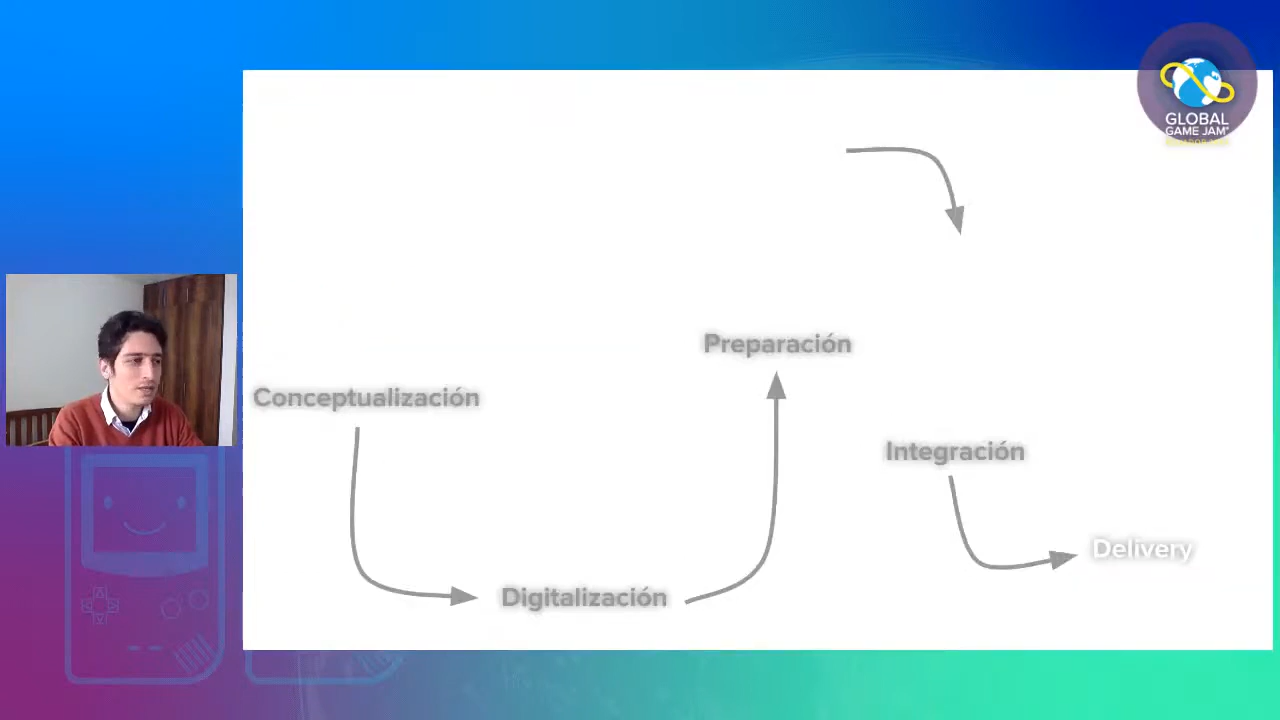 GLOBAL
GAME JAM
Preparación
Conceptualización
Integración
Delivery
Digitalización